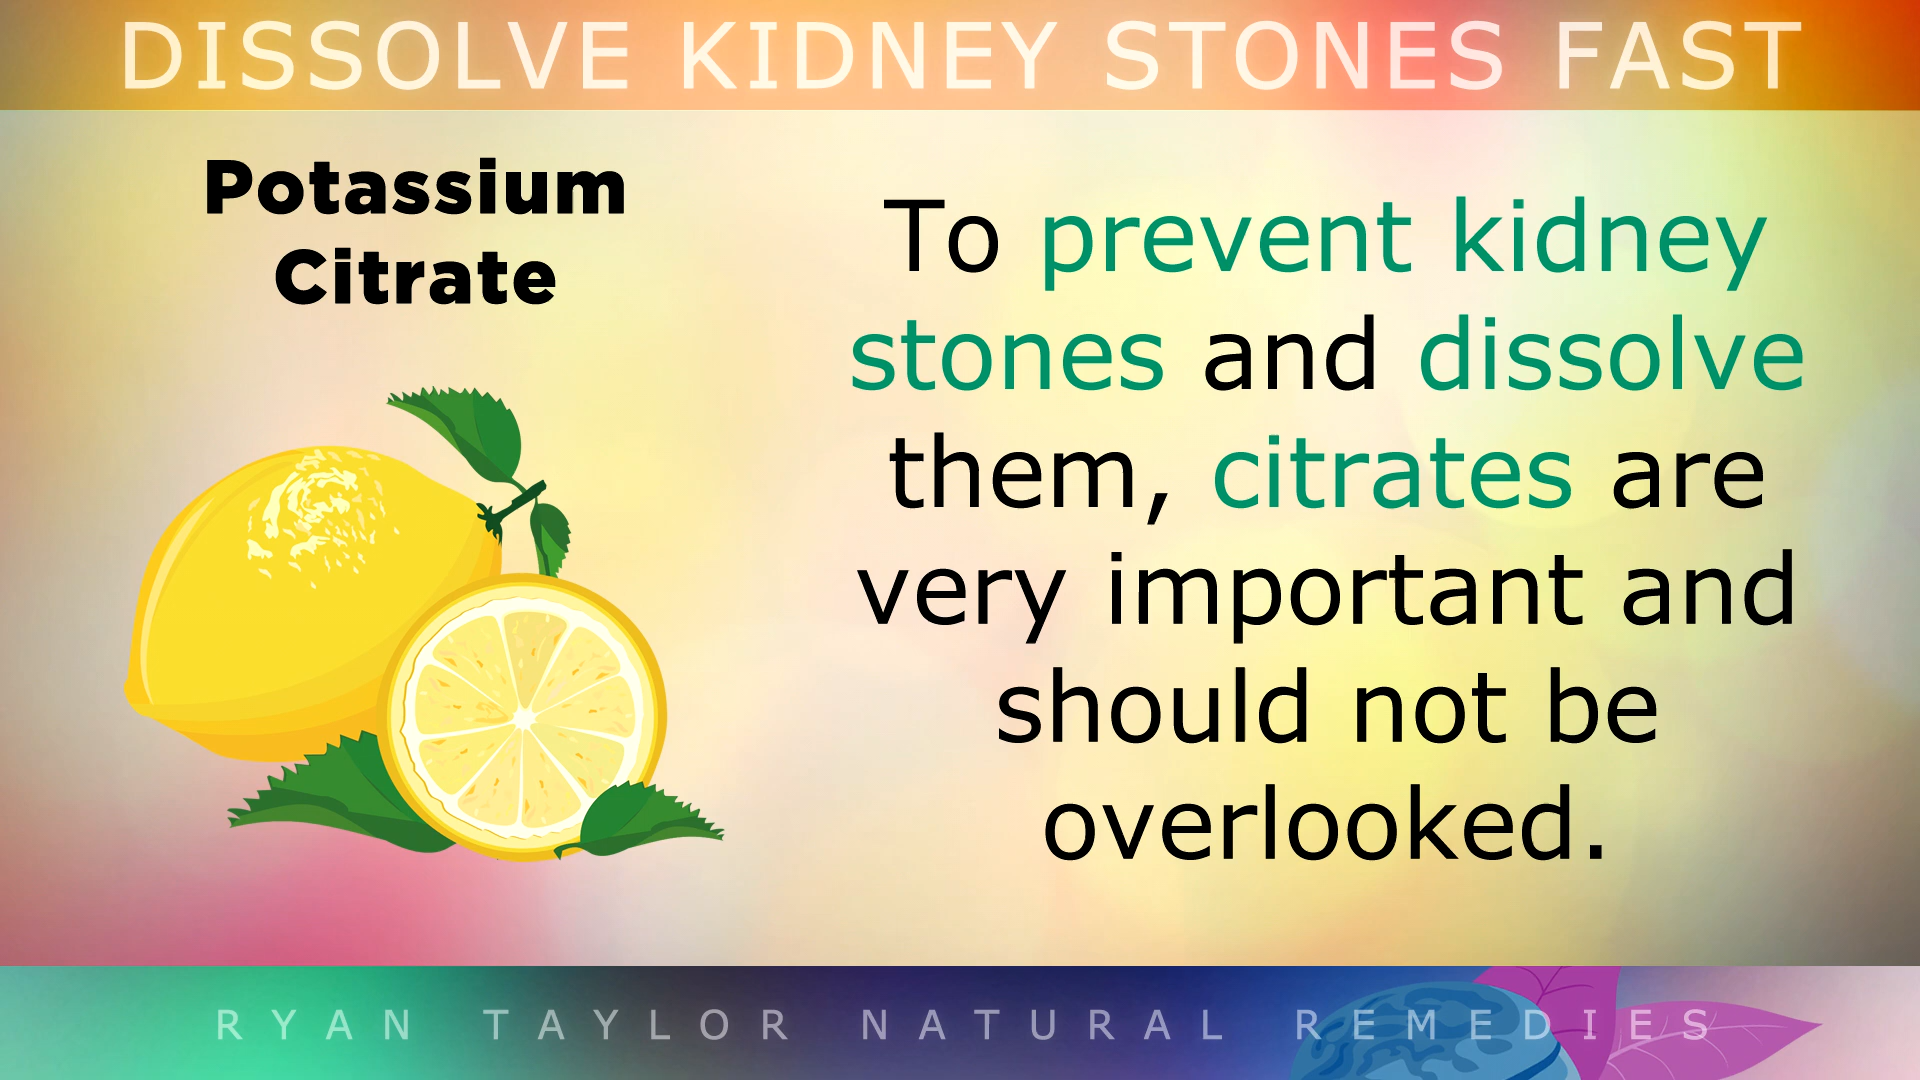 DISSOLVE KIDNEY STONES FAST
Potassium
Citrate
To prevent kidney
stones and dissolve
them, citrates are
very important and
should not be
overlooked.
RYAN TAYLOR NATURAL REMEDIES